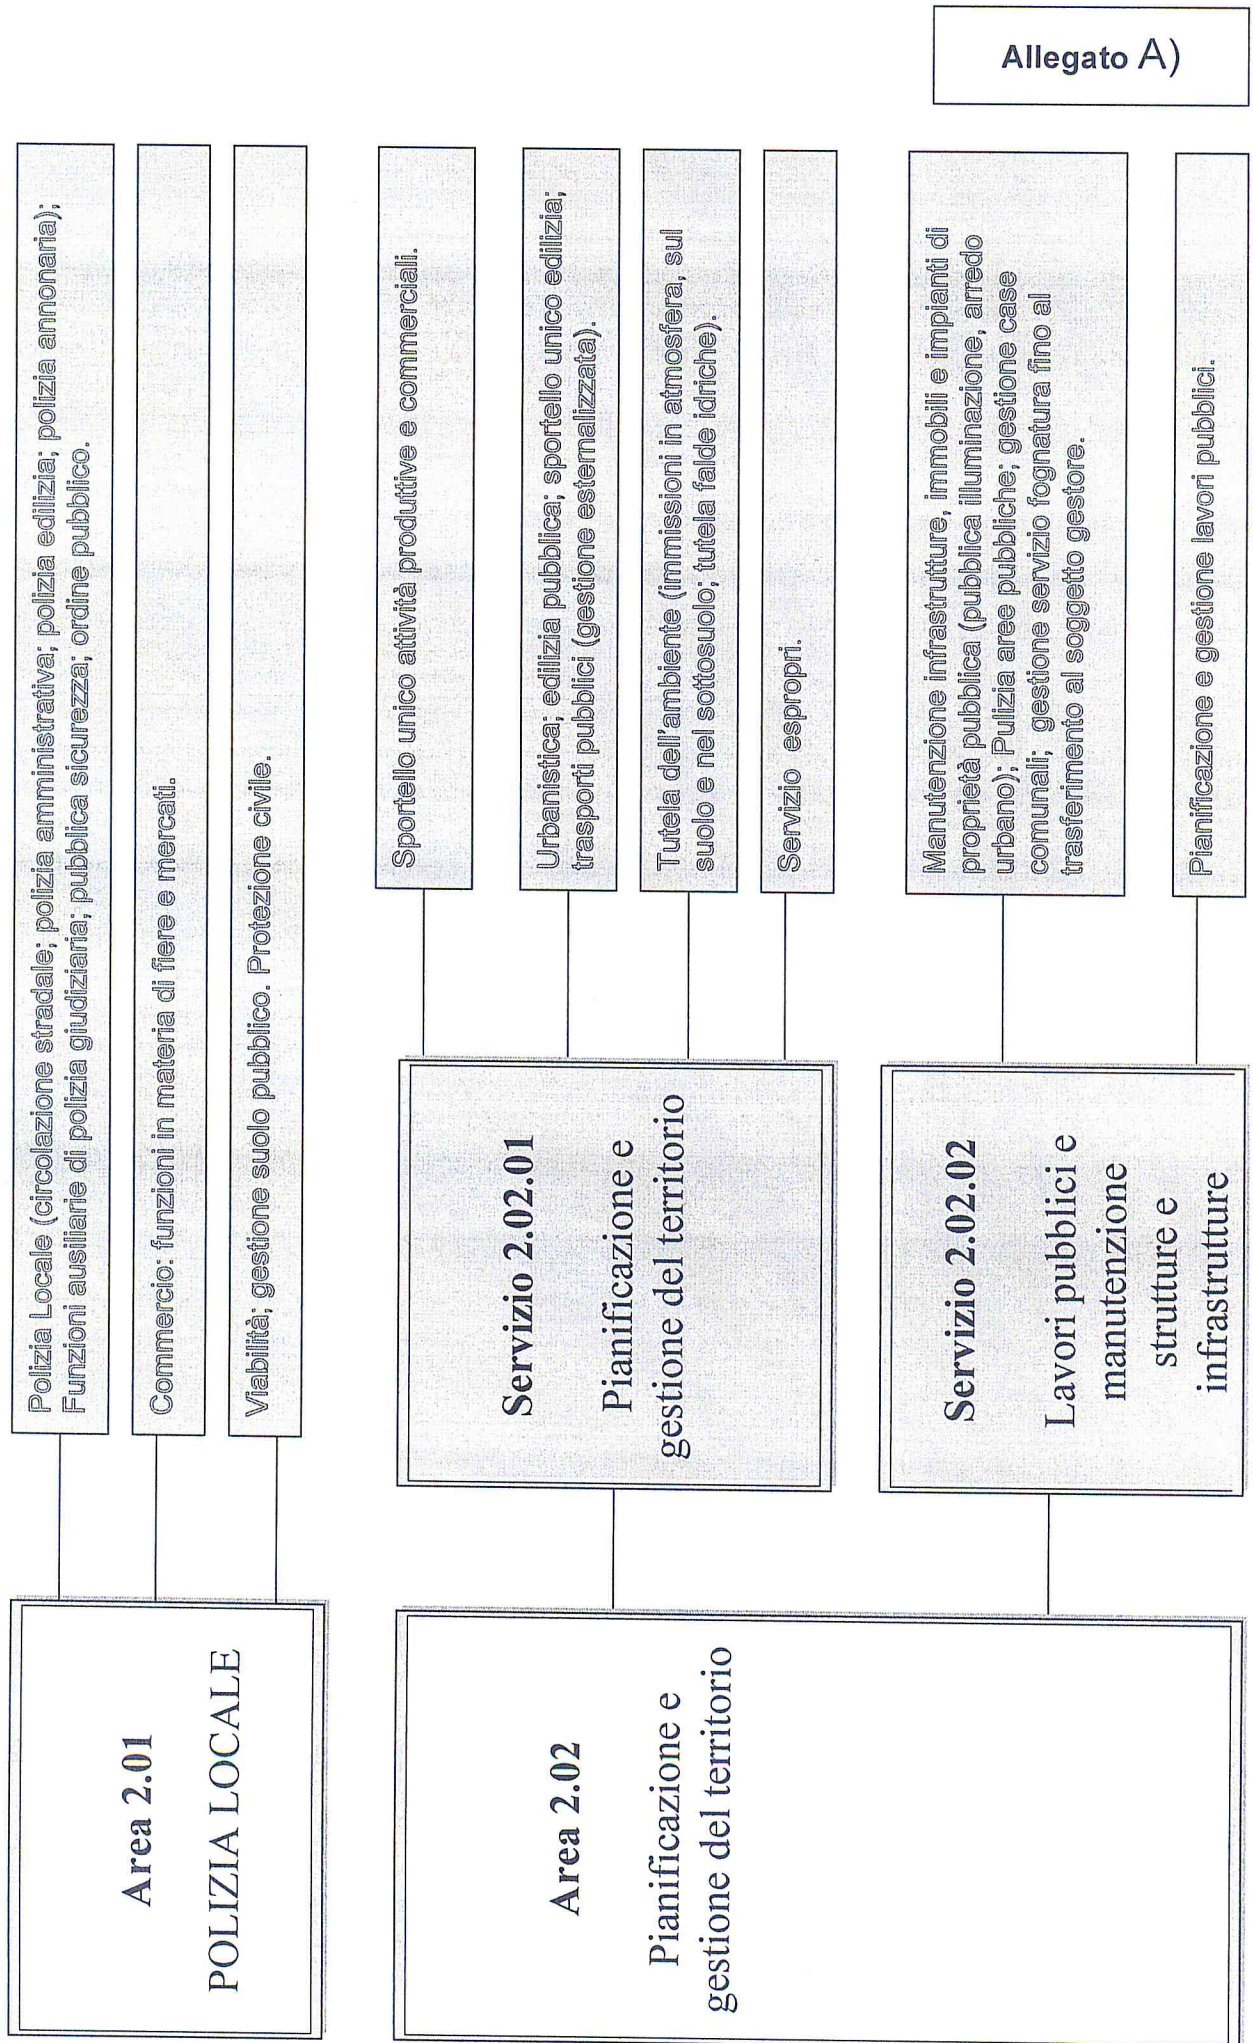 Allegato A)
Area 2.01
POLIZIA LOCALE
Polizia Locale (circolazione stradale; polizia amministrativa; polizia edilizia; polizia annonaria);
Funzioni ausiliarie di polizia giudiziaria; pubblica sicurezza; ordine pubblico.
Commercio: funzioni in materia di fiere e mercati.
Viabilità; gestione suolo pubblico. Protezione civile.
Area 2.02
Pianificazione e
gestione del territorio
Servizio 2.02.01
Pianificazione e
gestione del territorio
Sportello unico attività produttive e commerciali.
Urbanistica; edilizia pubblica; sportello unico edilizia;
trasporti pubblici (gestione esternalizzata).
Tutela dell'ambiente (immissioni in atmosfera, sul
suolo e nel sottosuolo; tutela falde idriche).
Servizio espropri.
Servizio 2.02.02
Lavori pubblici e
manutenzione
strutture e
infrastrutture
Manutenzione infrastrutture, immobili e impianti di
proprietà pubblica (pubblica illuminazione, arredo
urbano); Pulizia aree pubbliche; gestione case
comunali; gestione servizio fognatura fino al
trasferimento al soggetto gestore.
Pianificazione e gestione lavori pubblici.